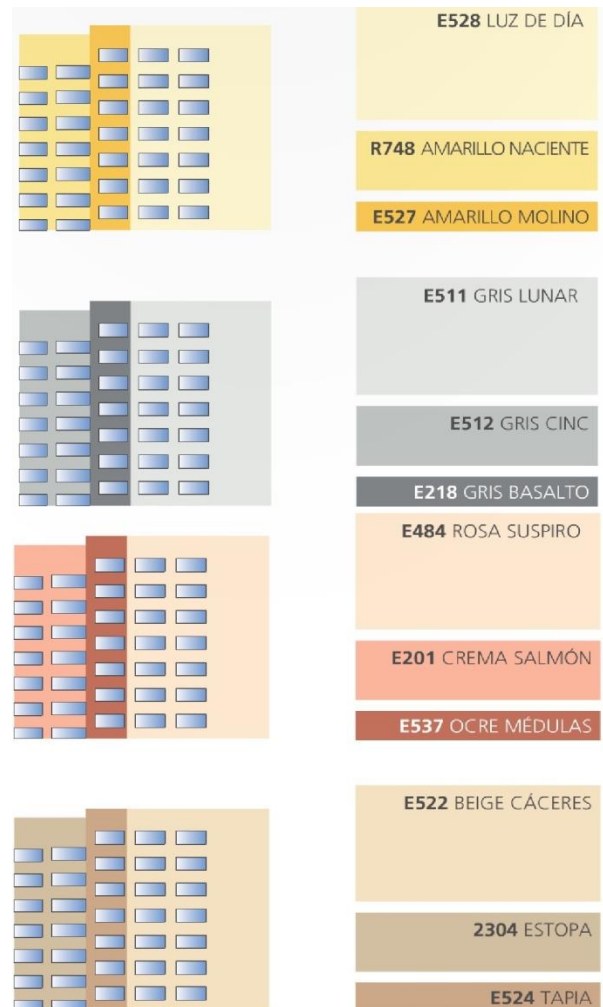 E528 LUZ DE DÍA
R748 AMARILLO NACIENTE
E527 AMARILLO MOLINO
E511 GRIS LUNAR
E512 GRIS CINC
E218 GRIS BASALTO
E484 ROSA SUSPIRO
E201 CREMA SALMÓN
E537 OCRE MÉDULAS
E522 BEIGE CÁCERES
2304 ESTOPA
E524 TAPIA